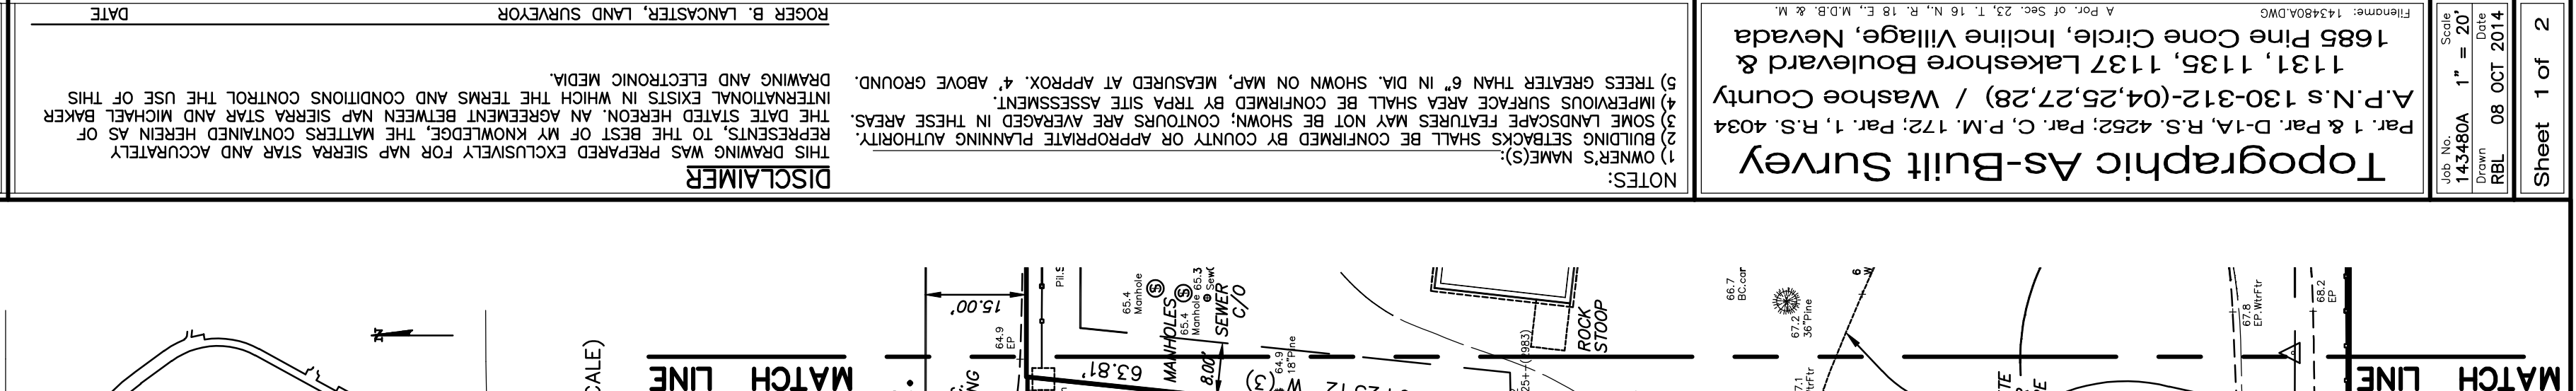 Topographic As-Built Survey
Par. 1 & Par. D-1A, R.S. 4252; Par. C, P.M. 172; Par. 1, R.S. 4034
A.P.N.s 130-312-(04,25,27,28) / Washoe County
1131, 1135, 1137 Lakeshore Boulevard &
1685 Pine Cone Circle, Incline Village, Nevada
Filename: 143480A.DWG
A Por. of Sec. 23, T. 16 N., R. 18 E., M.D.B. & M.
Job No.
143480A
Scale
1" = 20'
Drawn
RBL
Date
08 OCT 2014
Sheet 1 of 2
NOTES:
1) OWNER'S NAME(S):
2) BUILDING SETBACKS SHALL BE CONFIRMED BY COUNTY OR APPROPRIATE PLANNING AUTHORITY.
3) SOME LANDSCAPE FEATURES MAY NOT BE SHOWN; CONTOURS ARE AVERAGED IN THESE AREAS.
4) IMPERVIOUS SURFACE AREA SHALL BE CONFIRMED BY TRPA SITE ASSESSMENT.
5) TREES GREATER THAN 6" IN DIA. SHOWN ON MAP, MEASURED AT APPROX. 4' ABOVE GROUND.
DISCLAIMER
THIS DRAWING WAS PREPARED EXCLUSIVELY FOR NAP SIERRA STAR AND ACCURATELY
REPRESENTS, TO THE BEST OF MY KNOWLEDGE, THE MATTERS CONTAINED HEREIN AS OF
THE DATE STATED HEREON. AN AGREEMENT BETWEEN NAP SIERRA STAR AND MICHAEL BAKER
INTERNATIONAL EXISTS IN WHICH THE TERMS AND CONDITIONS CONTROL THE USE OF THIS
DRAWING AND ELECTRONIC MEDIA.
ROGER B. LANCASTER, LAND SURVEYOR
DATE
MATCH LINE
MATCH LINE
15.00'
63.81'
8.00'
64.9
EP
65.4
Manhole
65.4
Manhole
65.3
MANHOLES
SEWER
C/O
64.9
18"Pine
ROCK
STOOP
66.7
67.2
36"Pine
67.8
EP.WtrFtr
68.2
EP
(3)
N